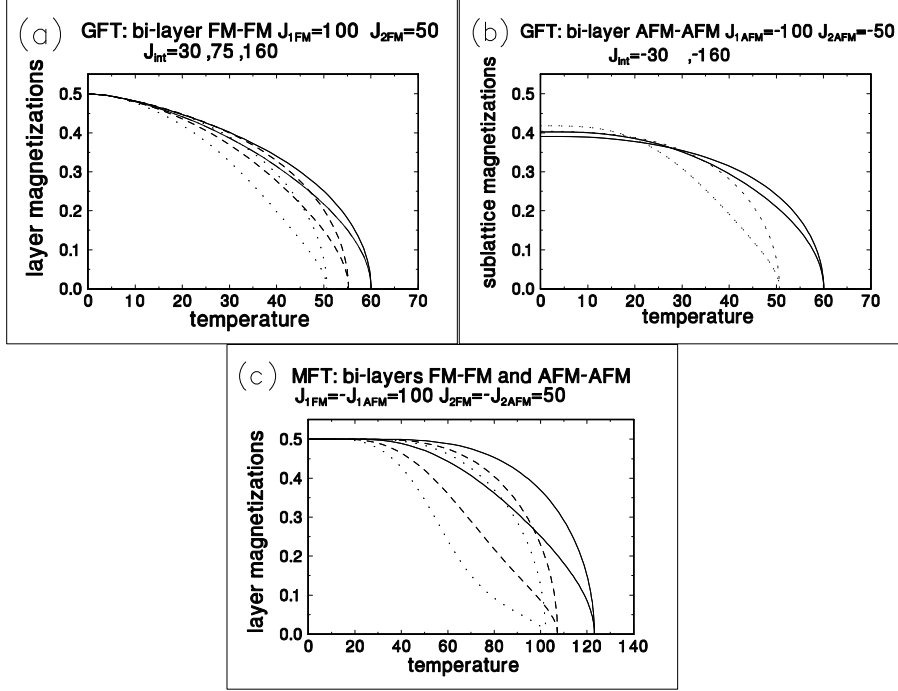 (a) GFT: bi-layer FM-FM J1FM=100 J2FM=50
Jint=30 ,75 ,160
layer magnetizations
0.5
0.4
0.3
0.2
0.1
0.0
0 10 20 30 40 50 60 70
temperature
(b) GFT: bi-layer AFM-AFM J1AFM=-100 J2AFM=-50
Jint=-30 ,-160
sublattice magnetizations
0.5
0.4
0.3
0.2
0.1
0.0
0 10 20 30 40 50 60 70
temperature
(c) MFT: bi-layers FM-FM and AFM-AFM
J1FM=-J1AFM=100 J2FM=-J2AFM=50
layer magnetizations
0.5
0.4
0.3
0.2
0.1
0.0
0 20 40 60 80 100 120 140
temperature